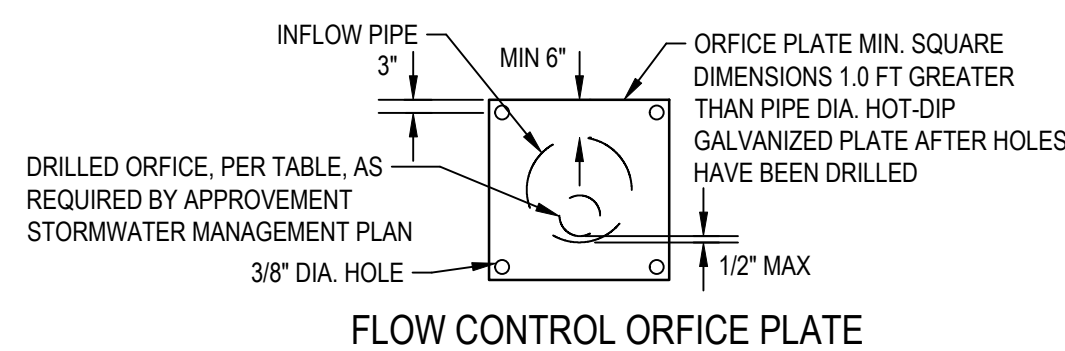 INFLOW PIPE
3"
MIN 6"
ORFICE PLATE MIN. SQUARE
DIMENSIONS 1.0 FT GREATER
THAN PIPE DIA. HOT-DIP
GALVANIZED PLATE AFTER HOLES
HAVE BEEN DRILLED
DRILLED ORFICE, PER TABLE, AS
REQUIRED BY APPROVEMENT
STORMWATER MANAGEMENT PLAN
3/8" DIA. HOLE
1/2" MAX
FLOW CONTROL ORFICE PLATE